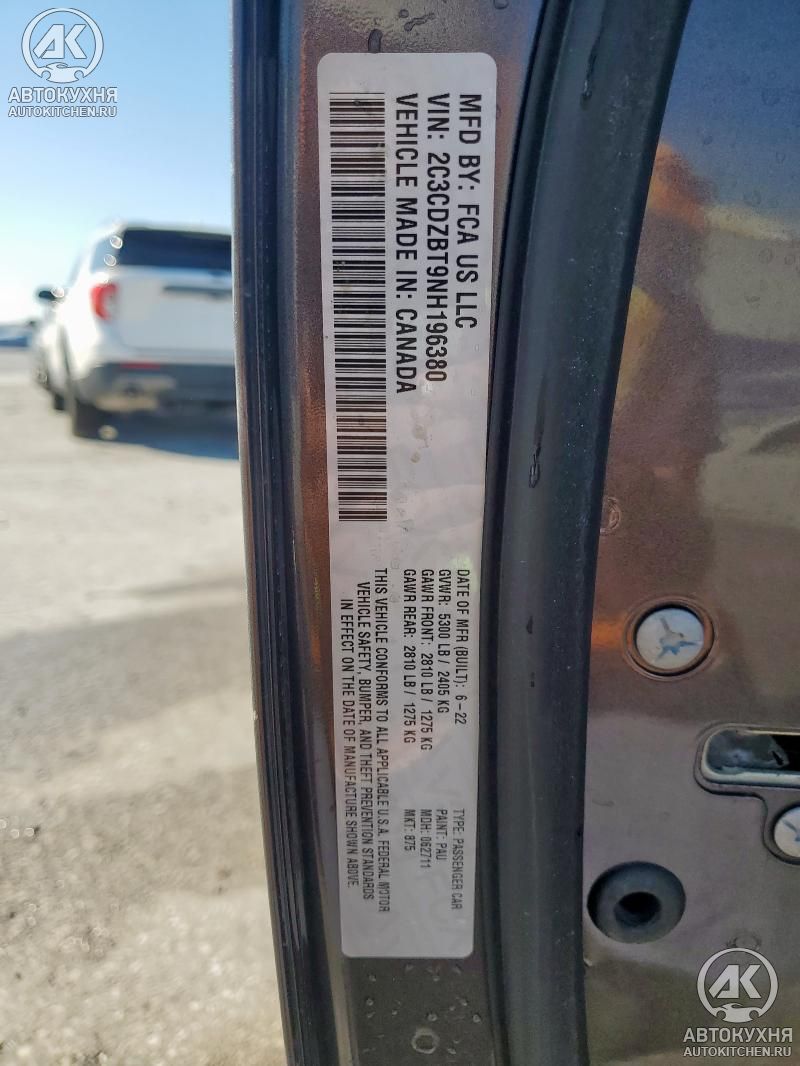 АК
АВТОКУХНЯ
AUTOKITCHEN.RU
MFD BY: FCA US LLC
VIN: 2C3CDZBT9NH196380
VEHICLE MADE IN: CANADA
DATE OF MFR (BUILT): 6-22
GVWR: 5300 LB / 2405 KG
GAWR FRONT: 2810 LB / 1275 KG
GAWR REAR: 2810 LB / 1275 KG
THIS VEHICLE CONFORMS TO ALL APPLICABLE U.S.A. FEDERAL MOTOR
VEHICLE SAFETY, BUMPER, AND THEFT PREVENTION STANDARDS
IN EFFECT ON THE DATE OF MANUFACTURE SHOWN ABOVE.
TYPE: PASSENGER CAR
PAINT: PAU
MDH: 062711
MKT: 875
АК
АВТОКУХНЯ
AUTOKITCHEN.RU